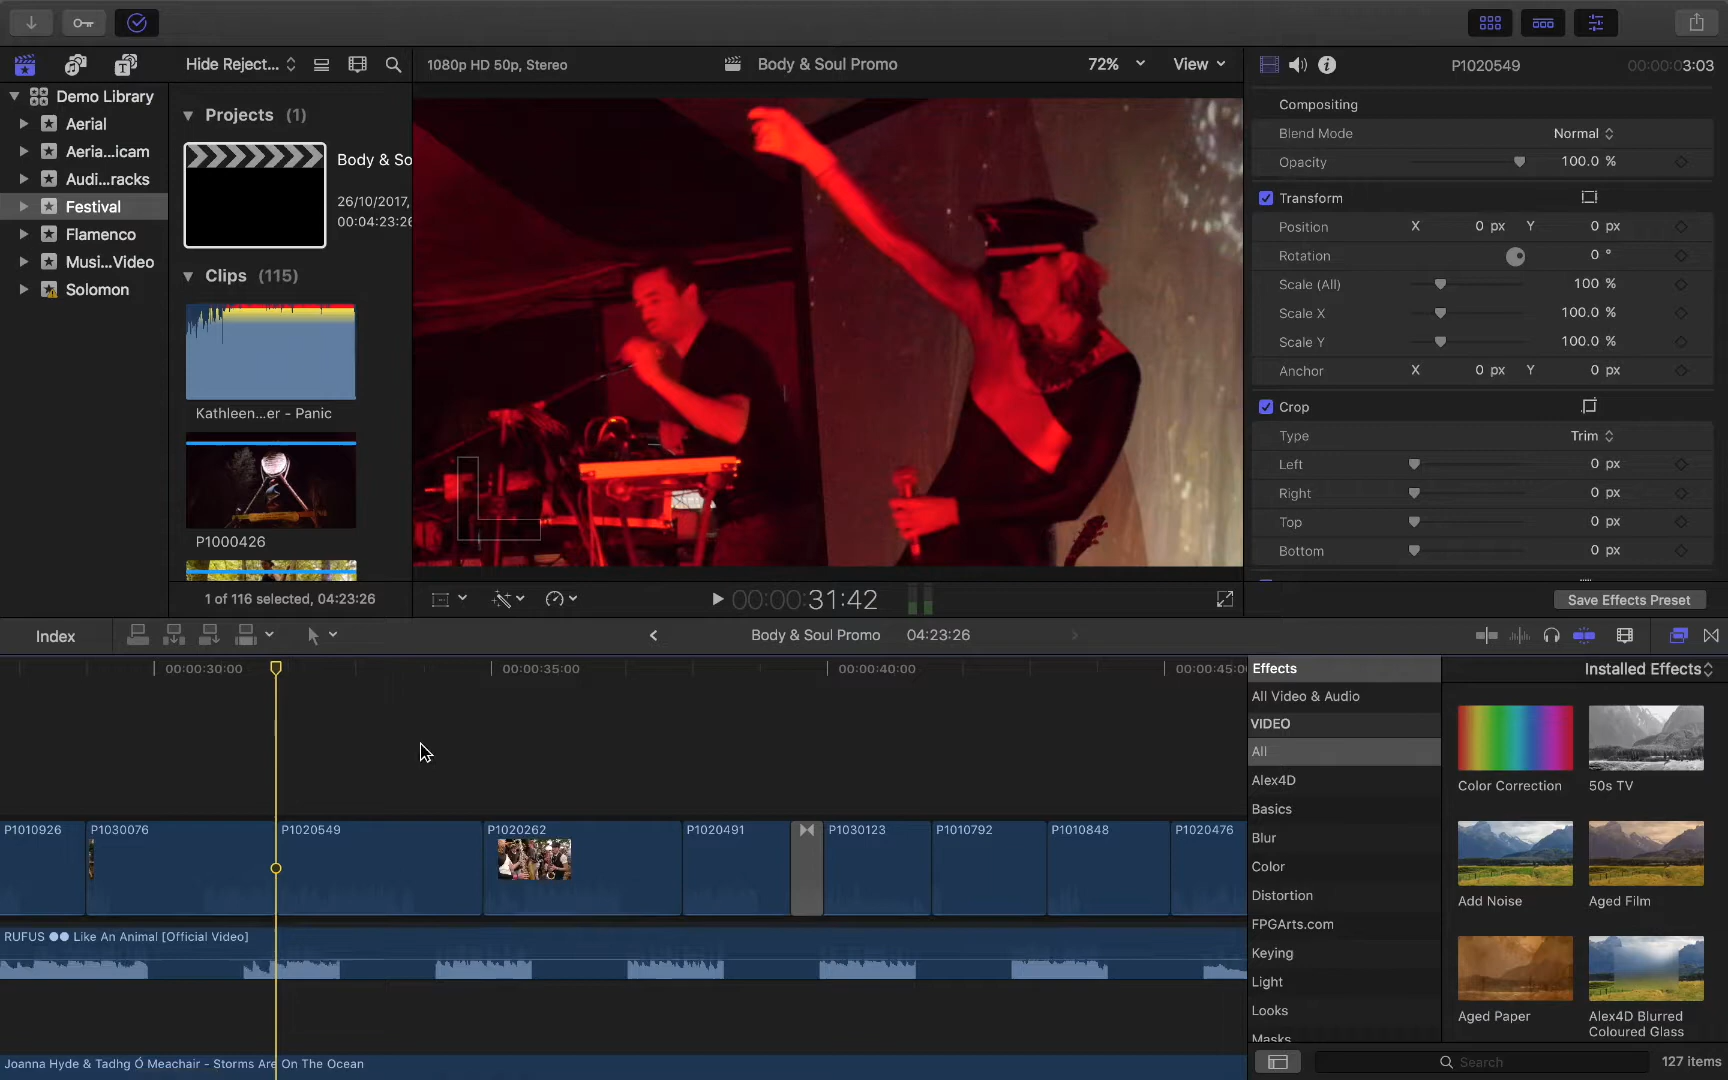 Hide Reject...
1080p HD 50p, Stereo
Body & Soul Promo
72%
View
P1020549
00:00:03:03
Demo Library
Aerial
Aeria...icam
Audi...racks
Festival
Flamenco
Musi...Video
Solomon
Projects (1)
Body & So
26/10/2017,
00:04:23:26
Clips (115)
Kathleen...er - Panic
P1000426
1 of 116 selected, 04:23:26
00:00:00:31:42
Compositing
Blend Mode Normal
Opacity 100.0 %
Transform
Position X 0 px Y 0 px
Rotation 0 °
Scale (All) 100 %
Scale X 100.0 %
Scale Y 100.0 %
Anchor X 0 px Y 0 px
Crop
Type Trim
Left 0 px
Right 0 px
Top 0 px
Bottom 0 px
Save Effects Preset
Index
Body & Soul Promo 04:23:26
00:00:30:00
00:00:35:00
00:00:40:00
00:00:45:0
P1010926
P1030076
P1020549
P1020262
P1020491
P1030123
P1010792
P1010848
P1020476
RUFUS ●● Like An Animal [Official Video]
Joanna Hyde & Tadhg Ó Meachair - Storms Are On The Ocean
Effects
Installed Effects
All Video & Audio
VIDEO
All
Alex4D
Basics
Blur
Color
Distortion
FPGArts.com
Keying
Light
Looks
Masks
Color Correction
50s TV
Add Noise
Aged Film
Aged Paper
Alex4D Blurred
Coloured Glass
Search
127 items